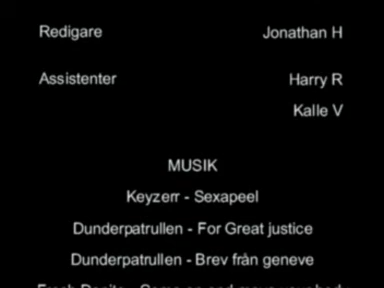 Redigare Jonathan H
Assistenter Harry R
Kalle V
MUSIK
Keyzerr - Sexapeel
Dunderpatrullen - For Great justice
Dunderpatrullen - Brev från geneve